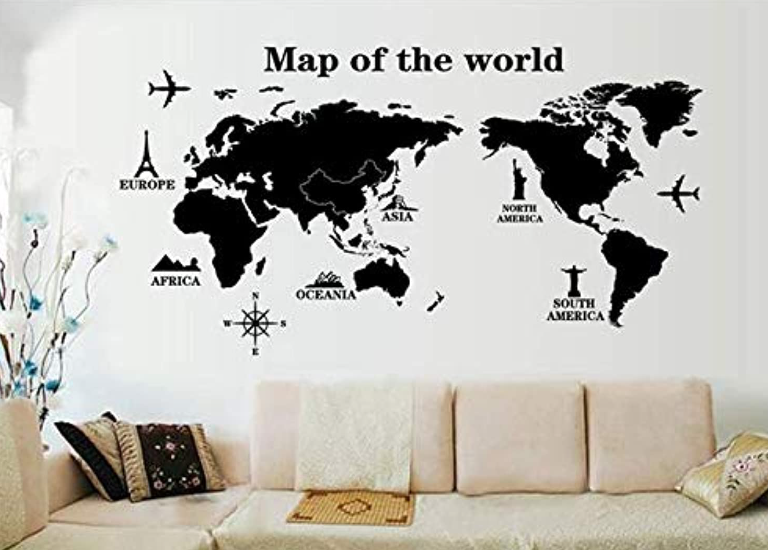 Map of the world
EUROPE
ASIA
NORTH
AMERICA
AFRICA
OCEANIA
SOUTH
AMERICA
N
W
S
E